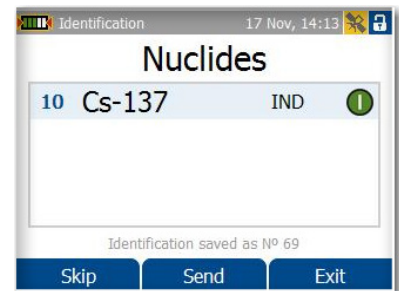 Identification 17 Nov, 14:13
Nuclides
10 Cs-137 IND I
Identification saved as Nº 69
Skip Send Exit